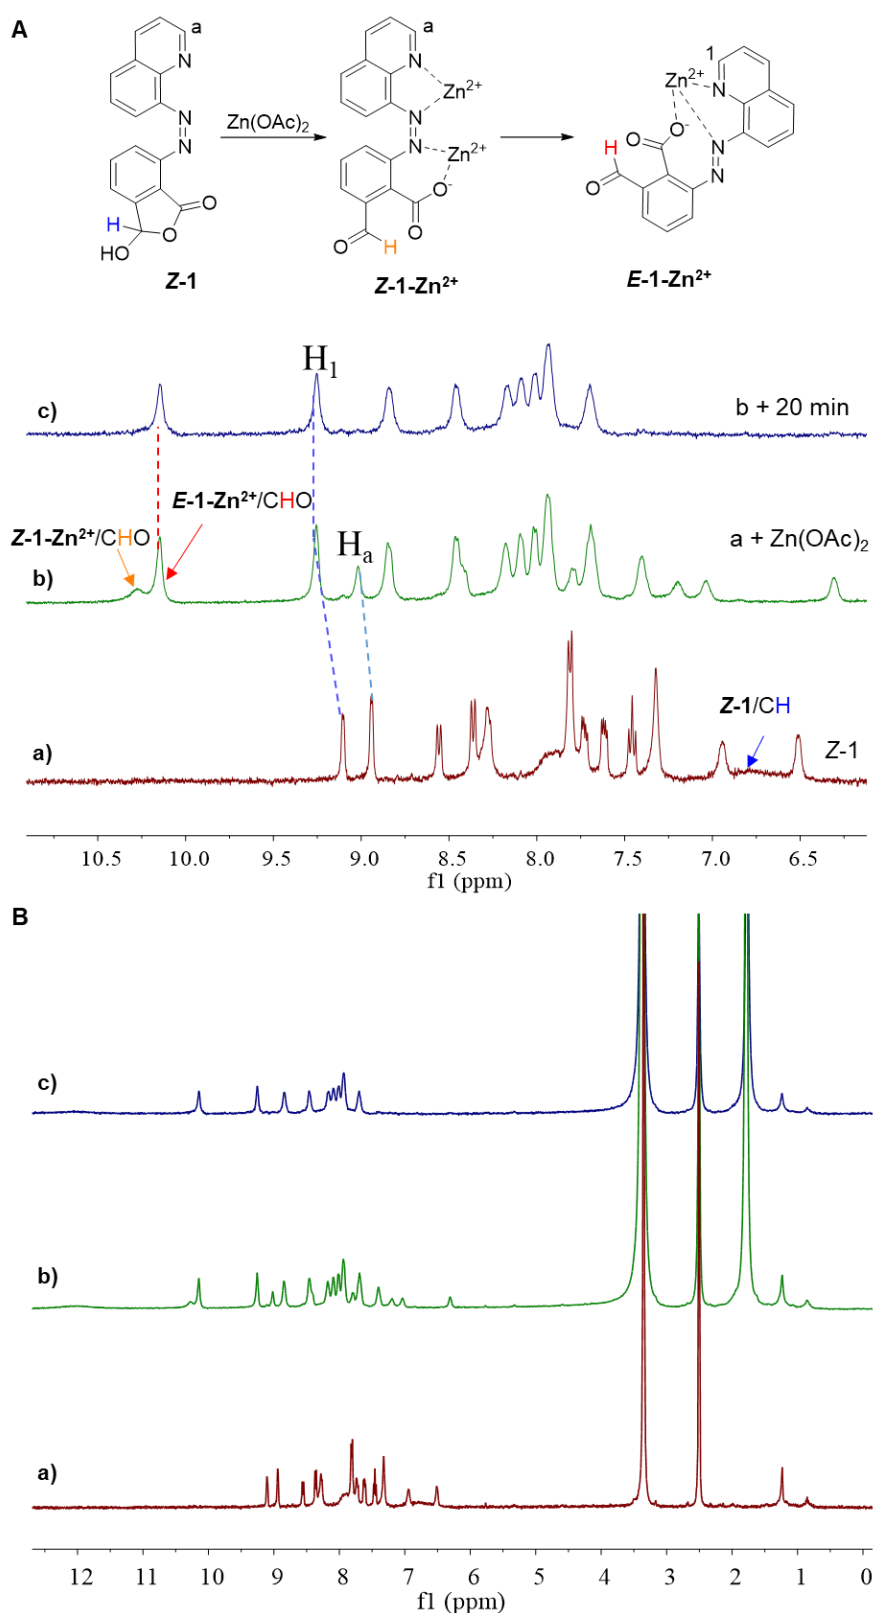 A
a
N
N
N
O
H
O
HO
Z-1
Zn(OAc)2
a
N
Zn2+
N
N
Zn2+
O-
O
O
H
Z-1-Zn2+
1
Zn2+
N
O-
O
H
O
N
N
E-1-Zn2+
H1
c)
b + 20 min
E-1-Zn2+/CHO
Z-1-Zn2+/CHO
Ha
a + Zn(OAc)2
b)
Z-1/CH
a)
Z-1
10.5 10.0 9.5 9.0 8.5 8.0 7.5 7.0 6.5
f1 (ppm)
B
c)
b)
a)
12 11 10 9 8 7 6 5 4 3 2 1 0
f1 (ppm)